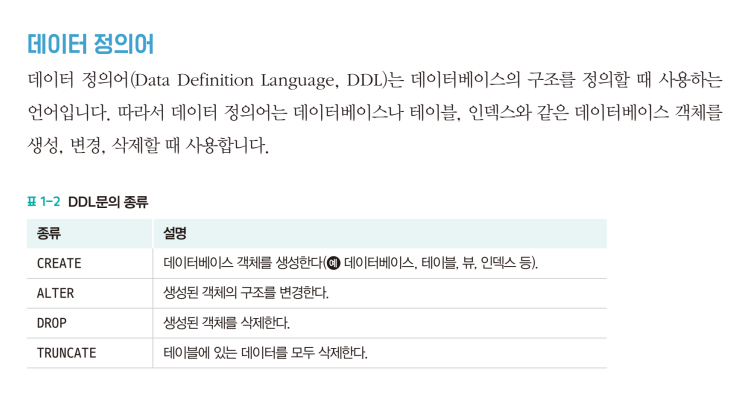 데이터 정의어
데이터 정의어(Data Definition Language, DDL)는 데이터베이스의 구조를 정의할 때 사용하는
언어입니다. 따라서 데이터 정의어는 데이터베이스나 테이블, 인덱스와 같은 데이터베이스 객체를
생성, 변경, 삭제할 때 사용합니다.
표 1-2 DDL문의 종류
종류 설명
CREATE 데이터베이스 객체를 생성한다(예 데이터베이스, 테이블, 뷰, 인덱스 등).
ALTER 생성된 객체의 구조를 변경한다.
DROP 생성된 객체를 삭제한다.
TRUNCATE 테이블에 있는 데이터를 모두 삭제한다.